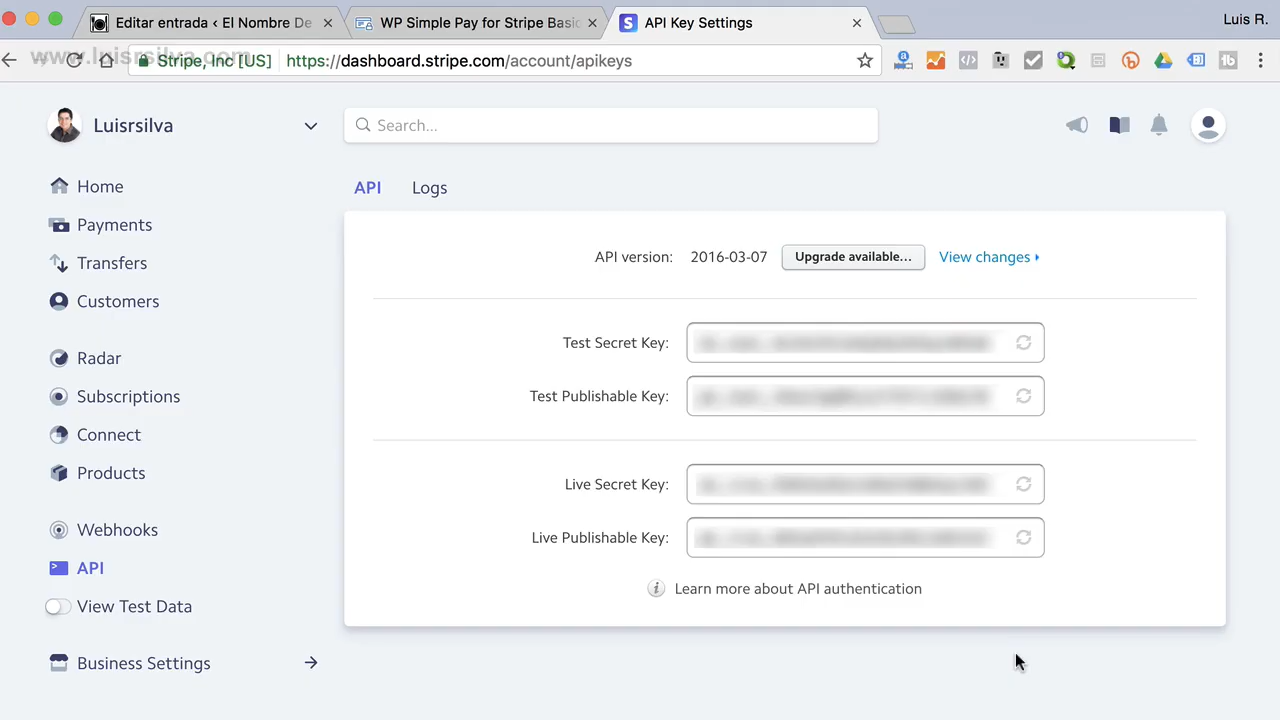 Editar entrada ‹ El Nombre De
WP Simple Pay for Stripe Basic
API Key Settings
Luis R.
www.luisrsilva.com
Stripe, Inc [US]
https://dashboard.stripe.com/account/apikeys
Luisrsilva
Search...
Home
Payments
Transfers
Customers
Radar
Subscriptions
Connect
Products
Webhooks
API
View Test Data
Business Settings
API
Logs
API version:
2016-03-07
Upgrade available...
View changes
Test Secret Key:
Test Publishable Key:
Live Secret Key:
Live Publishable Key:
Learn more about API authentication